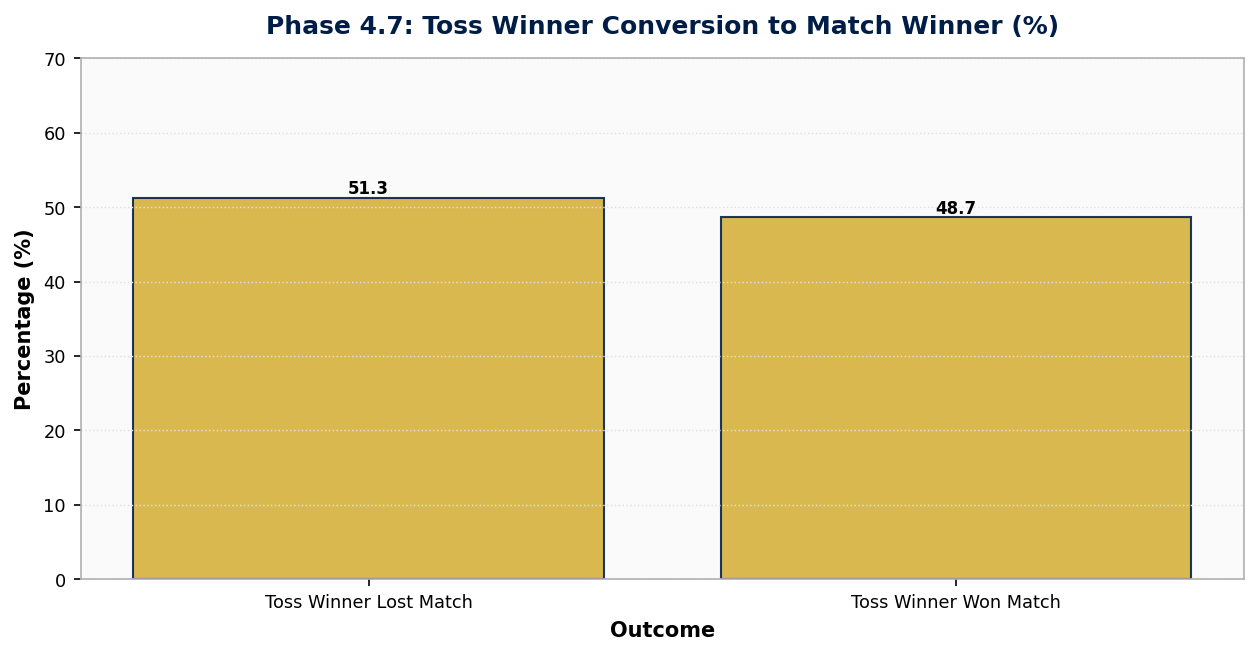 Phase 4.7: Toss Winner Conversion to Match Winner (%)
70
60
50
40
30
20
10
0
Percentage (%)
51.3
48.7
Toss Winner Lost Match
Toss Winner Won Match
Outcome